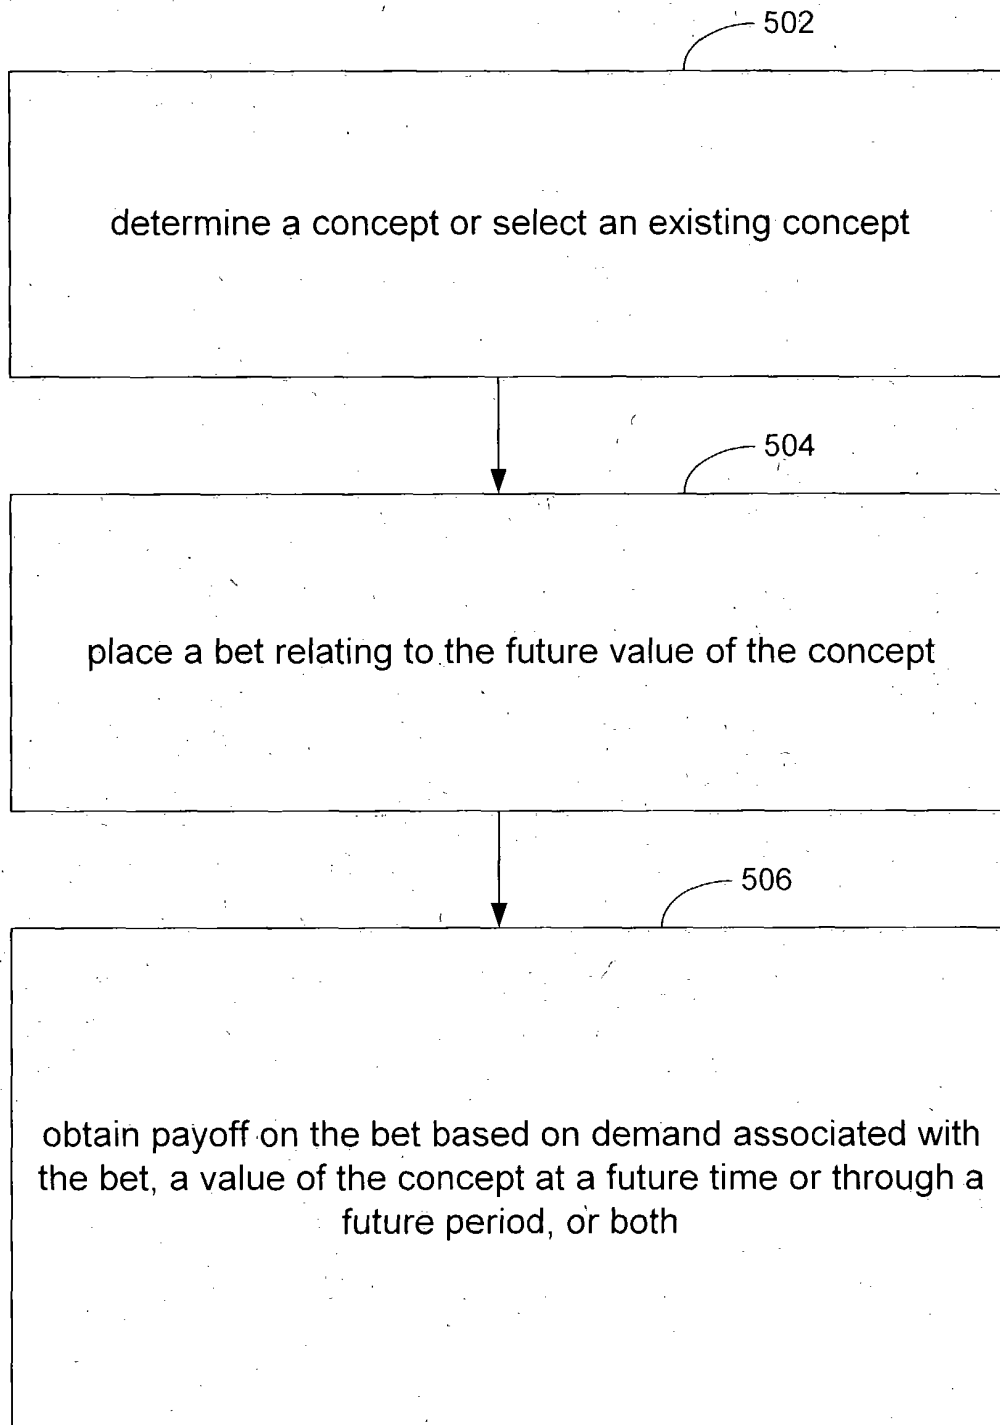 502
determine a concept or select an existing concept
504
place a bet relating to the future value of the concept
506
obtain payoff on the bet based on demand associated with
the bet, a value of the concept at a future time or through a
future period, or both